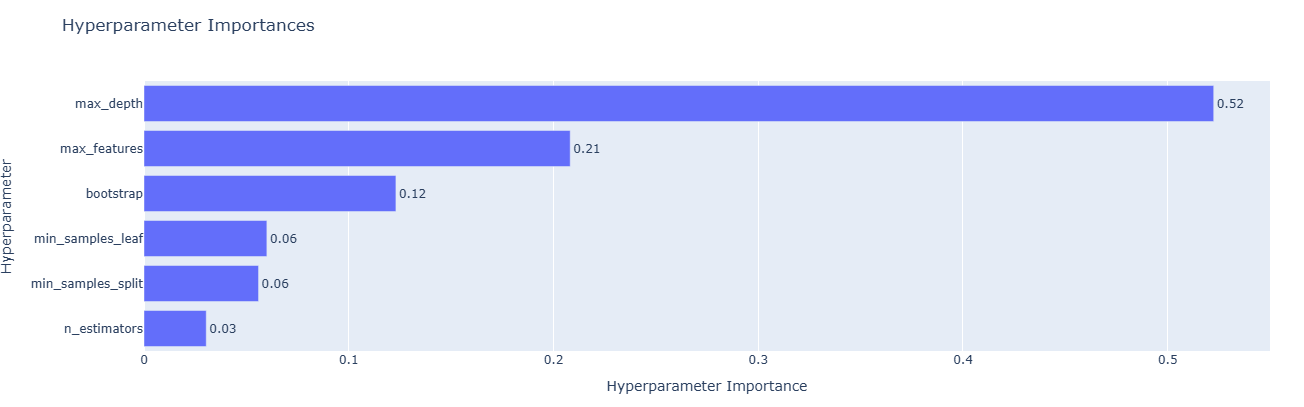 Hyperparameter Importances
Hyperparameter
max_depth 0.52
max_features 0.21
bootstrap 0.12
min_samples_leaf 0.06
min_samples_split 0.06
n_estimators 0.03
0 0.1 0.2 0.3 0.4 0.5
Hyperparameter Importance